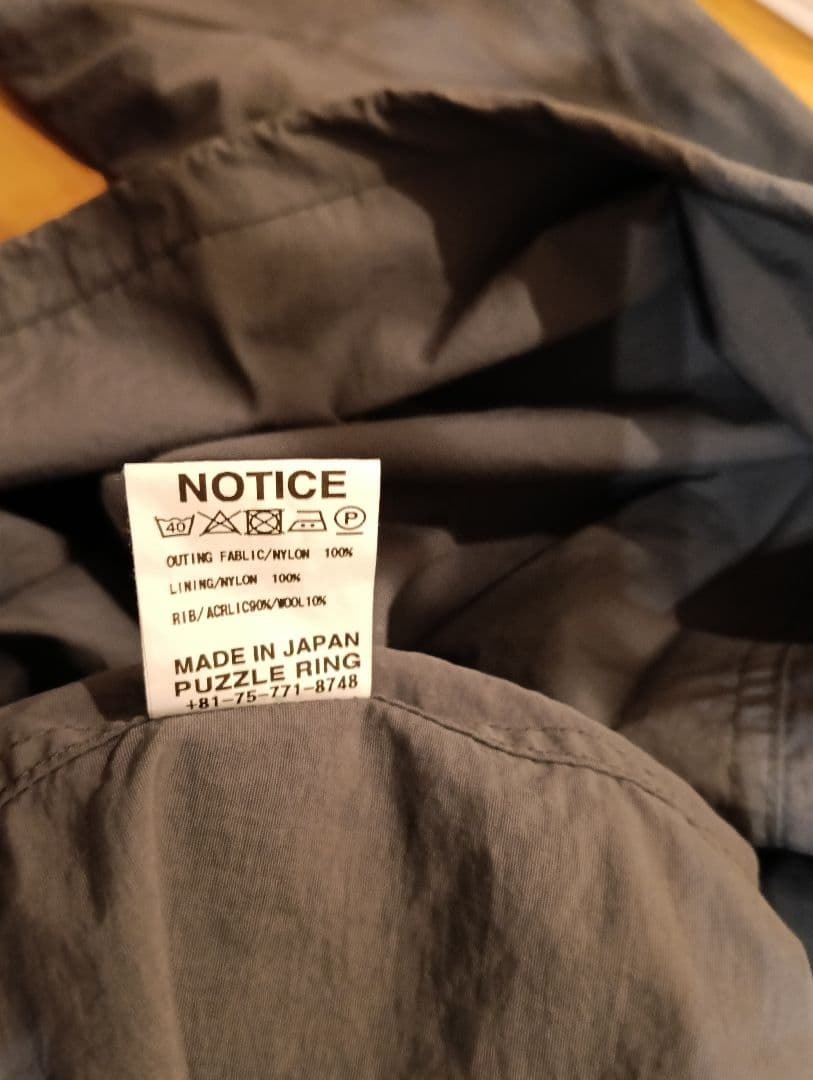 NOTICE
40 P
OUTING FABLIC/NYLON 100%
LINING/NYLON 100%
RIB/ACRLIC90%/WOOL10%
MADE IN JAPAN
PUZZLE RING
+81-75-771-8748